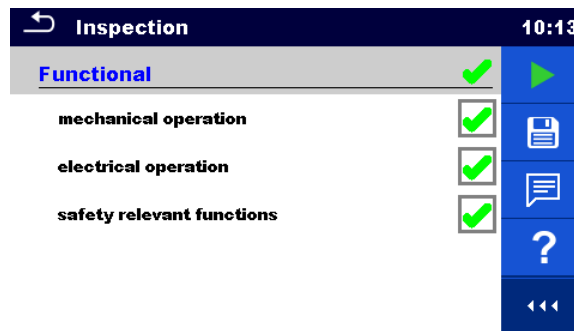 Inspection 10:13
Functional
mechanical operation
electrical operation
safety relevant functions
?